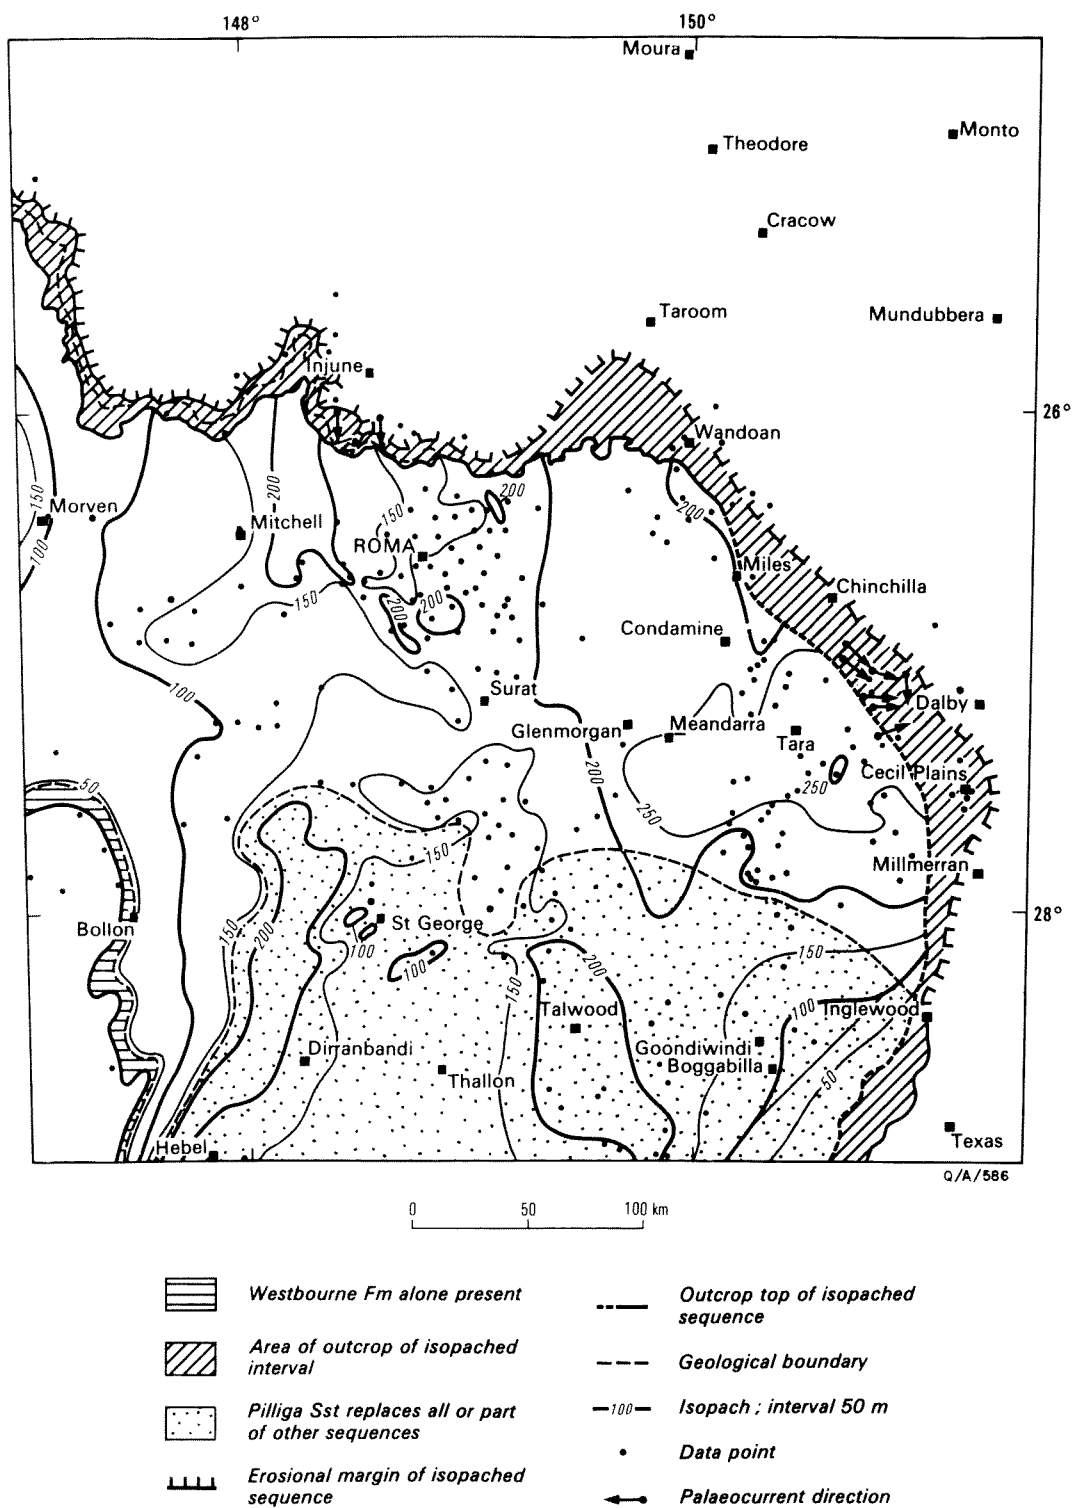 148°
150°
Moura
Monto
Theodore
Cracow
Taroom
Mundubbera
Injune
26°
Wandoan
200
200
150
Morven
150
200
Mitchell
100
ROMA
Miles
Chinchilla
150
200
200
Condamine
100
Surat
Dalby
Glenmorgan
Meandarra
Tara
50
200
Cecil Plains
250
250
150
Millmerran
Bollon
St George
28°
150
200
100
100
200
150
150
Talwood
100
Inglewood
Dirranbandi
Goondiwindi
Boggabilla
Thallon
50
Hebel
Texas
Q/A/586
0 50 100 km
Westbourne Fm alone present
Area of outcrop of isopached
interval
Pilliga Sst replaces all or part
of other sequences
Erosional margin of isopached
sequence
Outcrop top of isopached
sequence
Geological boundary
100
Isopach ; interval 50 m
Data point
Palaeocurrent direction